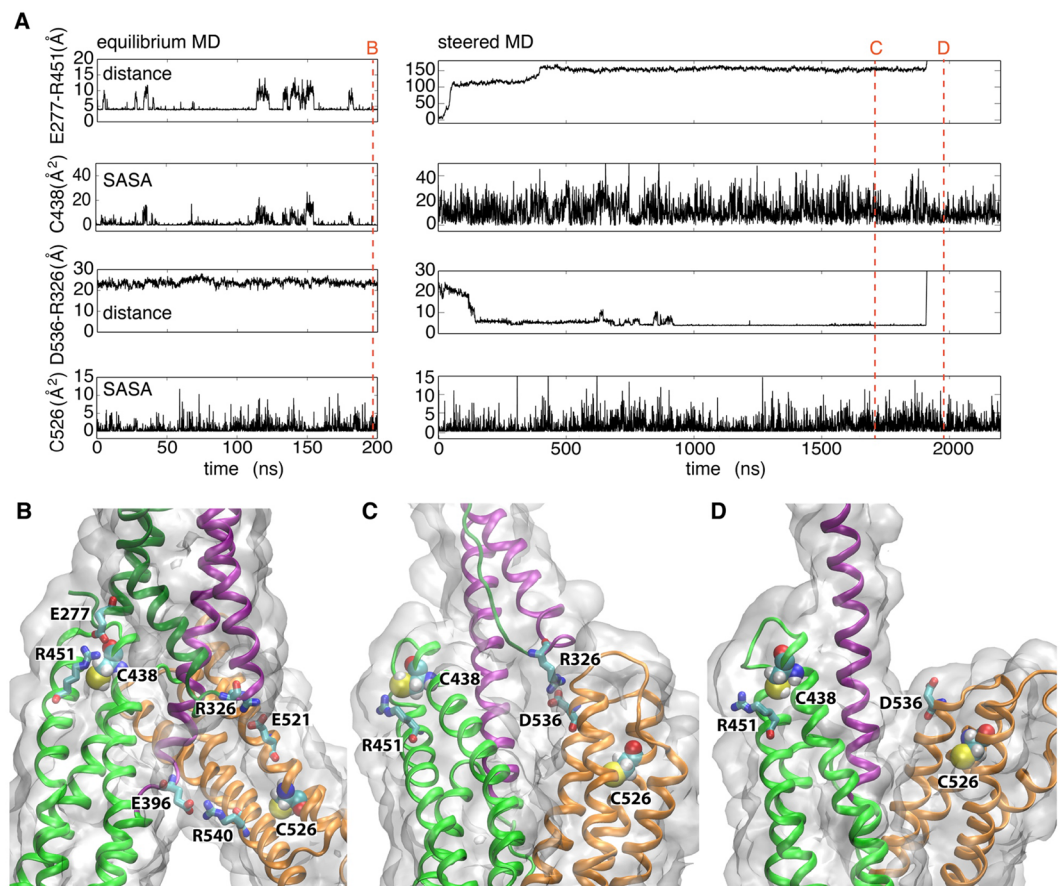 A
equilibrium MD
B
steered MD
C
D
E277-R451(Å)
20
15
10
5
0
distance
150
100
50
0
C438(Å²)
40
20
0
SASA
40
20
0
D536-R326(Å)
30
20
10
0
distance
30
20
10
0
C526(Å²)
15
10
5
0
SASA
15
10
5
0
0 50 100 150 200
time (ns)
0 500 1000 1500 2000
time (ns)
B
E277
R451
C438
R326
E521
E396
R540
C526
C
C438
R326
R451
D536
C526
D
C438
R451
D536
C526